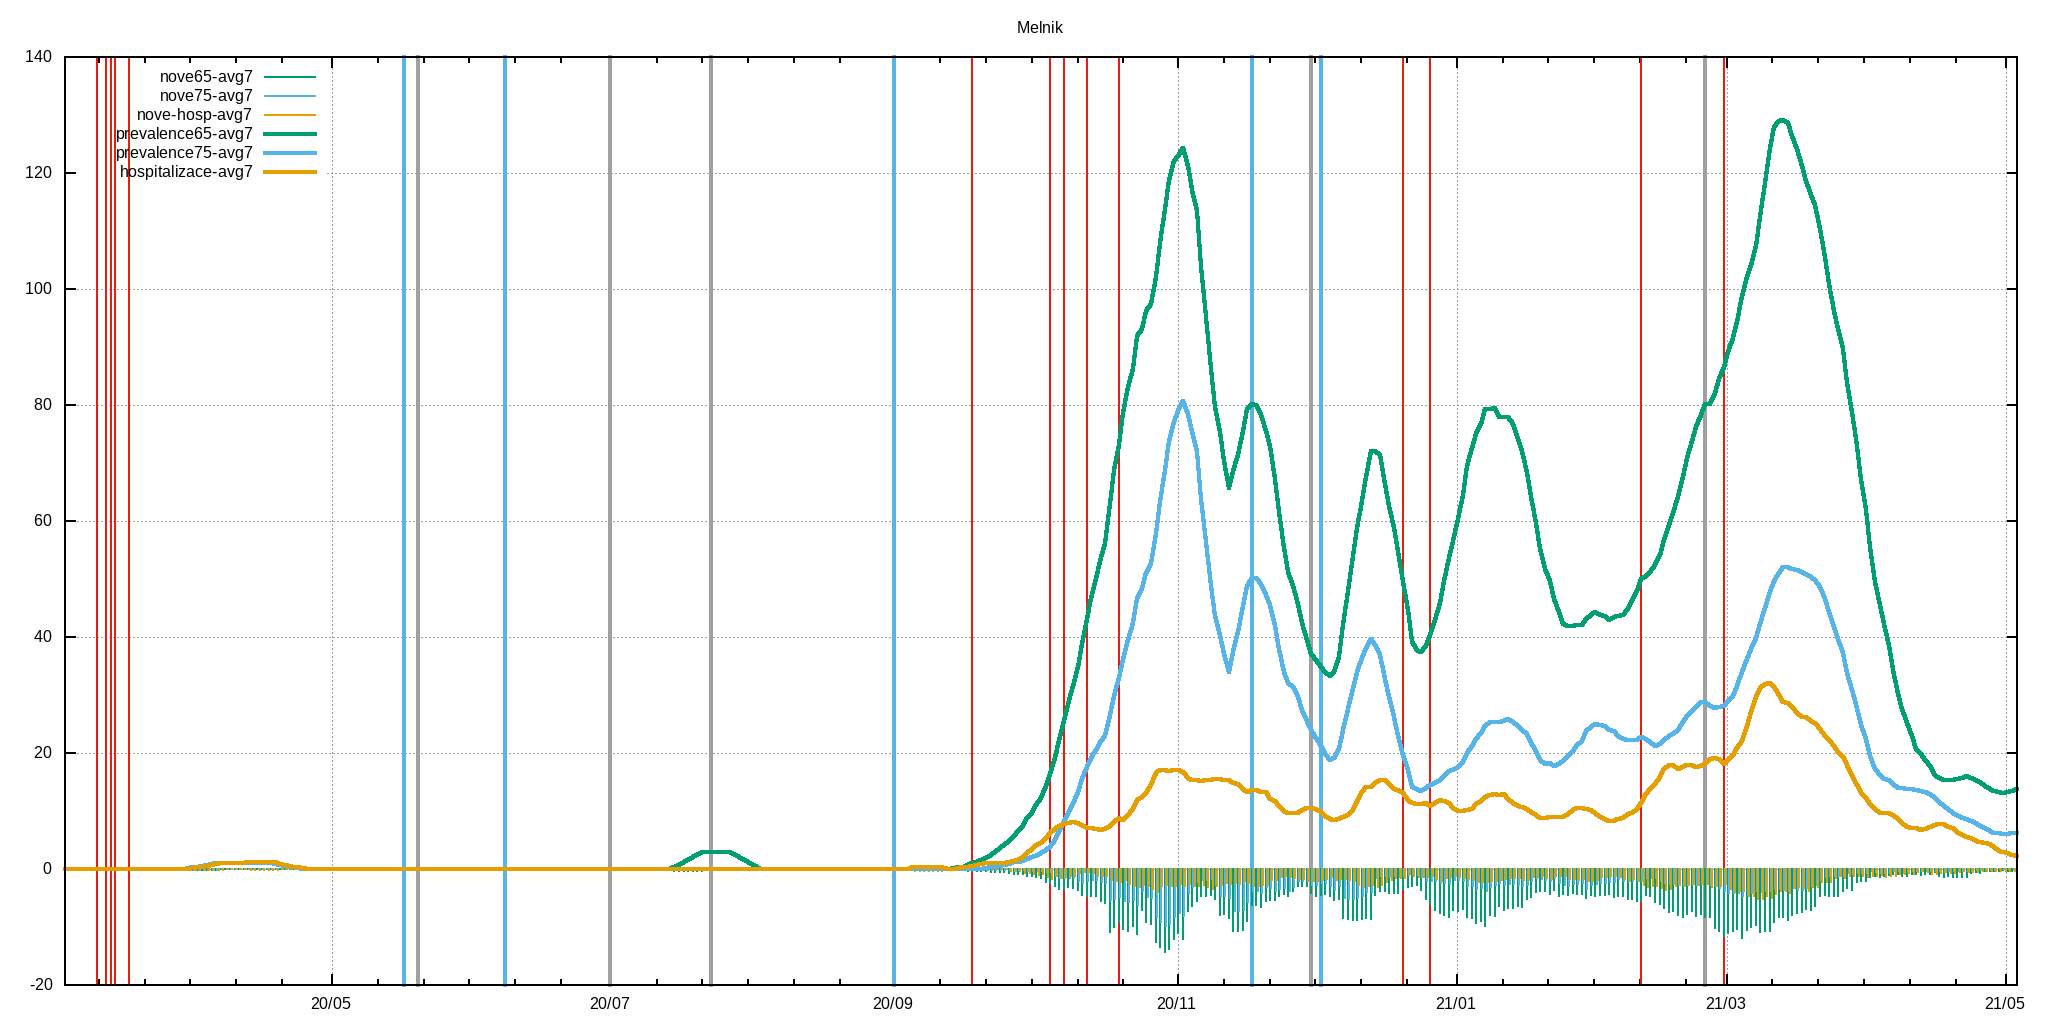 Melnik
140
nove65-avg7
nove75-avg7
nove-hosp-avg7
prevalence65-avg7
prevalence75-avg7
hospitalizace-avg7
120
100
80
60
40
20
0
-20
20/05 20/07 20/09 20/11 21/01 21/03 21/05